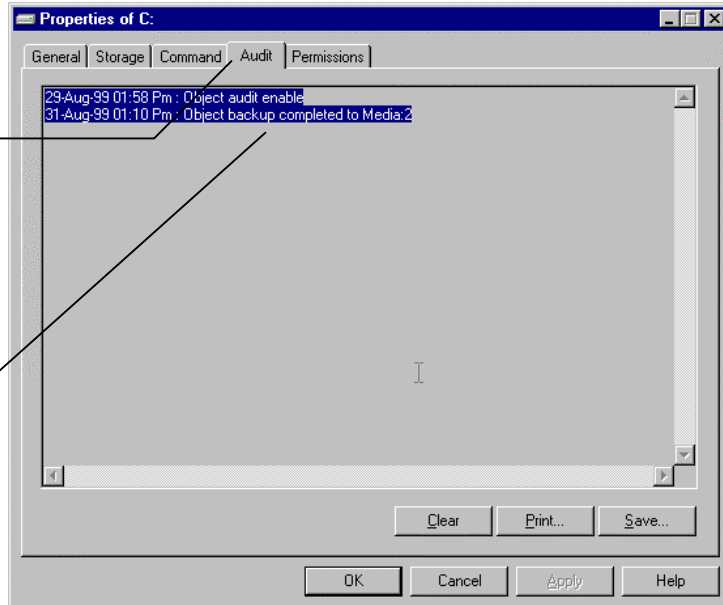 Properties of C:
General Storage Command Audit Permissions
29-Aug-99 01:58 Pm : Object audit enable
31-Aug-99 01:10 Pm : Object backup completed to Media:2
Clear Print... Save...
OK Cancel Apply Help